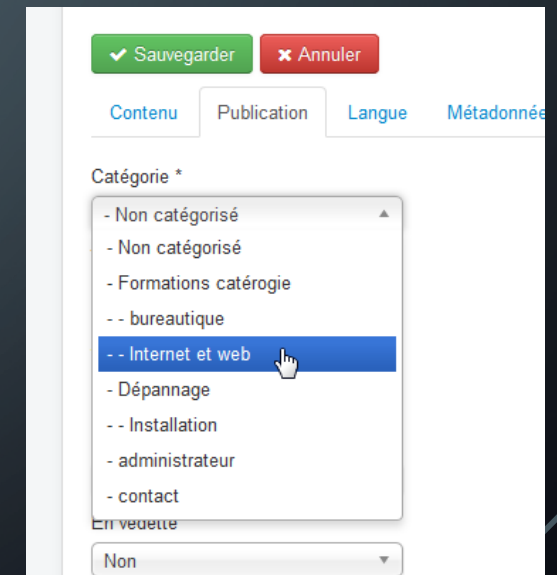 Sauvegarder Annuler
Contenu Publication Langue Métadonnée
Catégorie *
- Non catégorisé
- Non catégorisé
- Formations catérogie
- - bureautique
- - Internet et web
- Dépannage
- - Installation
- administrateur
- contact
En vedette
Non